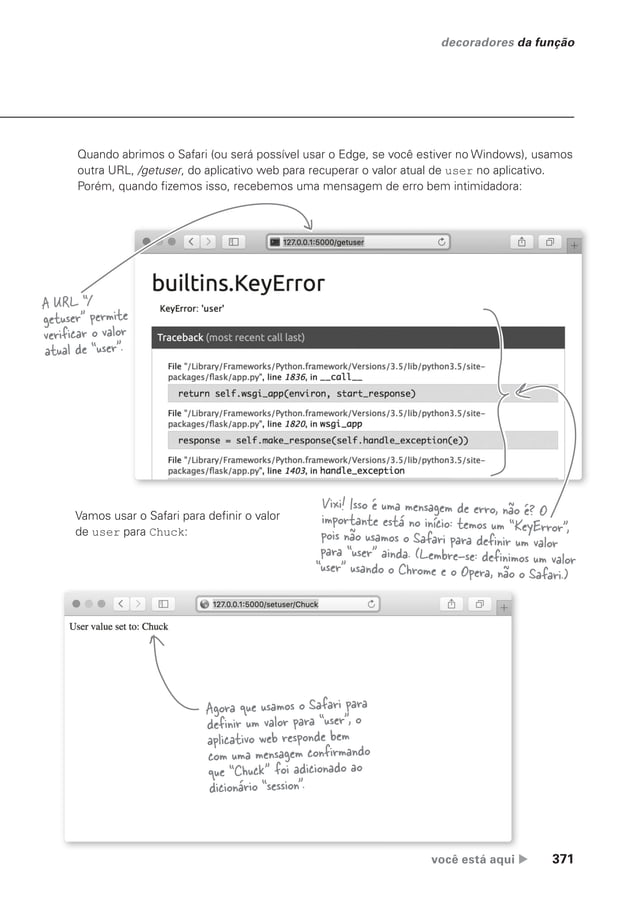 decoradores da função
Quando abrimos o Safari (ou será possível usar o Edge, se você estiver no Windows), usamos
outra URL, /getuser, do aplicativo web para recuperar o valor atual de user no aplicativo.
Porém, quando fizemos isso, recebemos uma mensagem de erro bem intimidadora:
127.0.0.1:5000/getuser
builtins.KeyError
KeyError: 'user'
A URL "/
getuser" permite
verificar o valor
atual de "user".
Traceback (most recent call last)
File "/Library/Frameworks/Python.framework/Versions/3.5/lib/python3.5/site-
packages/flask/app.py", line 1836, in __call__
return self.wsgi_app(environ, start_response)
File "/Library/Frameworks/Python.framework/Versions/3.5/lib/python3.5/site-
packages/flask/app.py", line 1820, in wsgi_app
response = self.make_response(self.handle_exception(e))
File "/Library/Frameworks/Python.framework/Versions/3.5/lib/python3.5/site-
packages/flask/app.py", line 1403, in handle_exception
Vixi! Isso é uma mensagem de erro, não é? O
importante está no início: temos um "KeyError",
pois não usamos o Safari para definir um valor
para "user" ainda. (Lembre-se: definimos um valor
"user" usando o Chrome e o Opera, não o Safari.)
Vamos usar o Safari para definir o valor
de user para Chuck:
127.0.0.1:5000/setuser/Chuck
User value set to: Chuck
Agora que usamos o Safari para
definir um valor para "user", o
aplicativo web responde bem
com uma mensagem confirmando
que "Chuck" foi adicionado ao
dicionário "session".
você está aqui ▶ 371